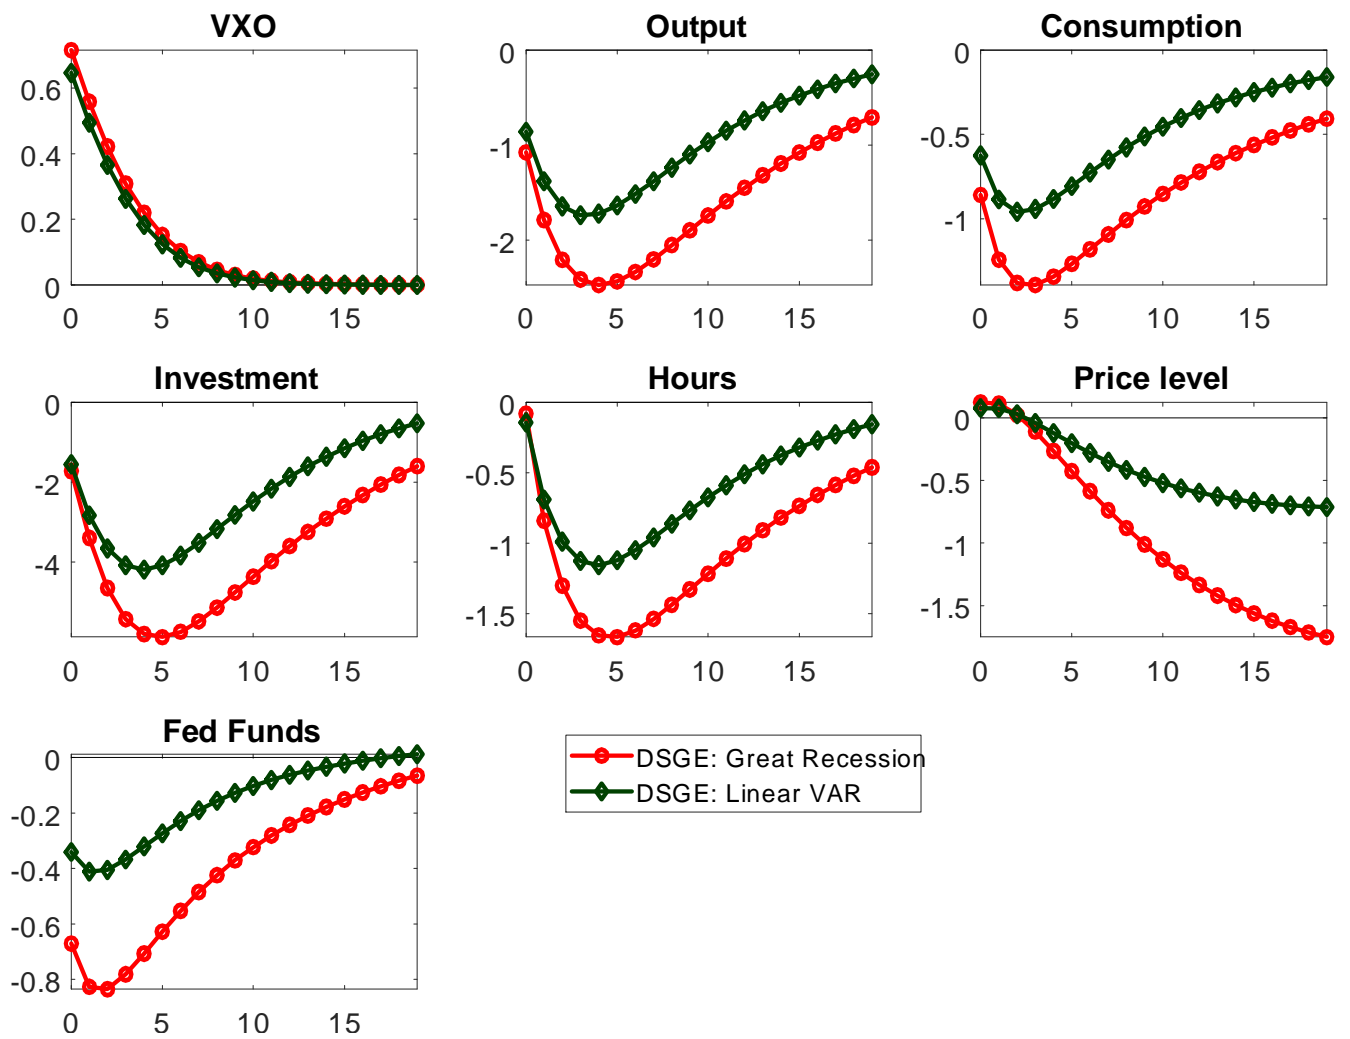 VXO
Output
Consumption
0.6
0.4
0.2
0
0 5 10 15
0
-1
-2
0 5 10 15
0
-0.5
-1
0 5 10 15
Investment
Hours
Price level
0
-2
-4
0 5 10 15
0
-0.5
-1
-1.5
0 5 10 15
0
-0.5
-1
-1.5
0 5 10 15
Fed Funds
0
-0.2
-0.4
-0.6
-0.8
0 5 10 15
DSGE: Great Recession
DSGE: Linear VAR